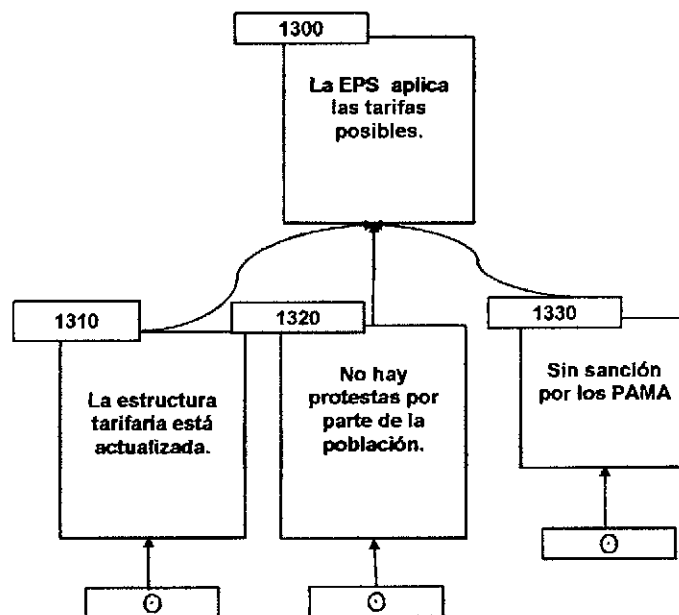 1300
La EPS aplica
las tarifas
posibles.
1310
La estructura
tarifaria está
actualizada.
1320
No hay
protestas por
parte de la
población.
1330
Sin sanción
por los PAMA